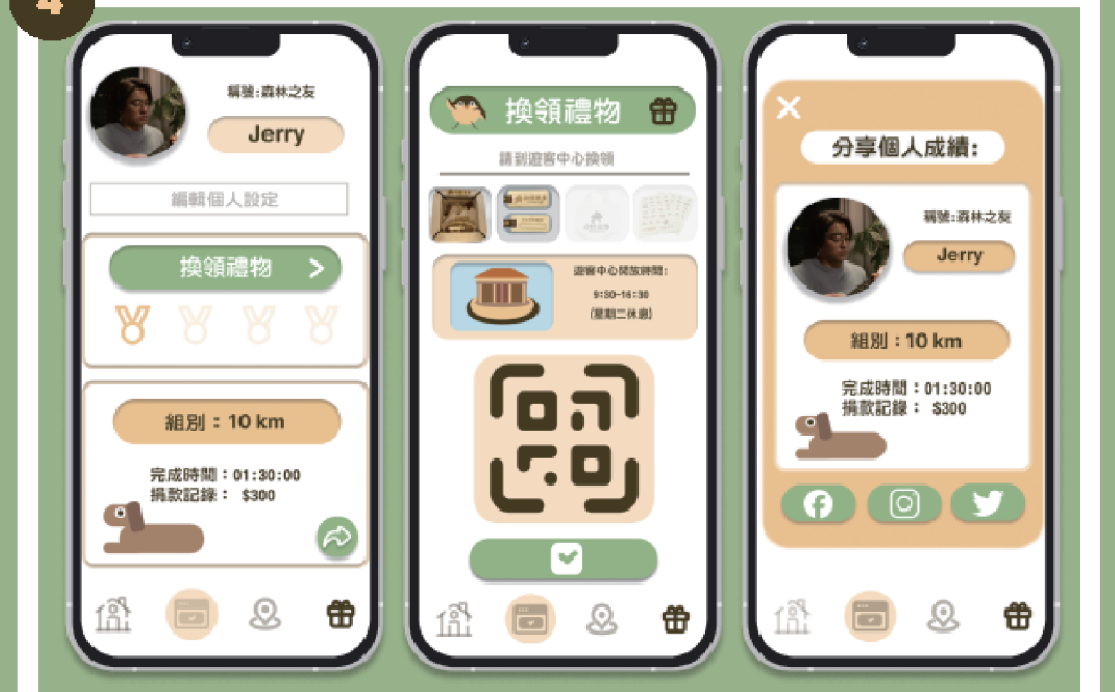 4
稱號:森林之友
Jerry
編輯個人設定
換領禮物
組別：10 km
完成時間：01:30:00
捐款記錄： $300
換領禮物
請到遊客中心換領
遊客中心開放時間:
9:30-16:30
(星期二休息)
分享個人成績:
稱號:森林之友
Jerry
組別：10 km
完成時間：01:30:00
捐款記錄： $300